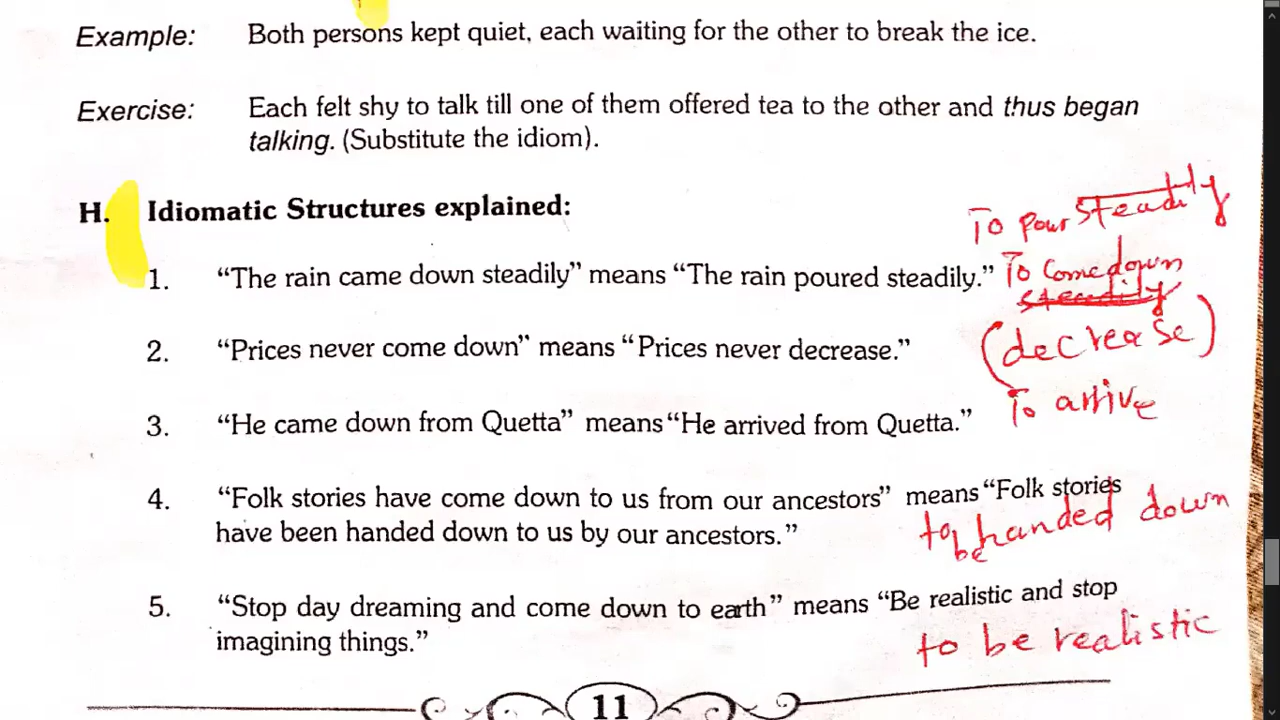 Example: Both persons kept quiet, each waiting for the other to break the ice.
Exercise: Each felt shy to talk till one of them offered tea to the other and thus began
talking. (Substitute the idiom).
H. Idiomatic Structures explained:
To pour steadily
1. “The rain came down steadily” means “The rain poured steadily.” To come down
steadily
2. “Prices never come down” means “Prices never decrease.” (decrease)
3. “He came down from Quetta” means “He arrived from Quetta.” To arrive
4. “Folk stories have come down to us from our ancestors” means “Folk stories
have been handed down to us by our ancestors.” to be handed down
5. “Stop day dreaming and come down to earth” means “Be realistic and stop
imagining things.” to be realistic
11